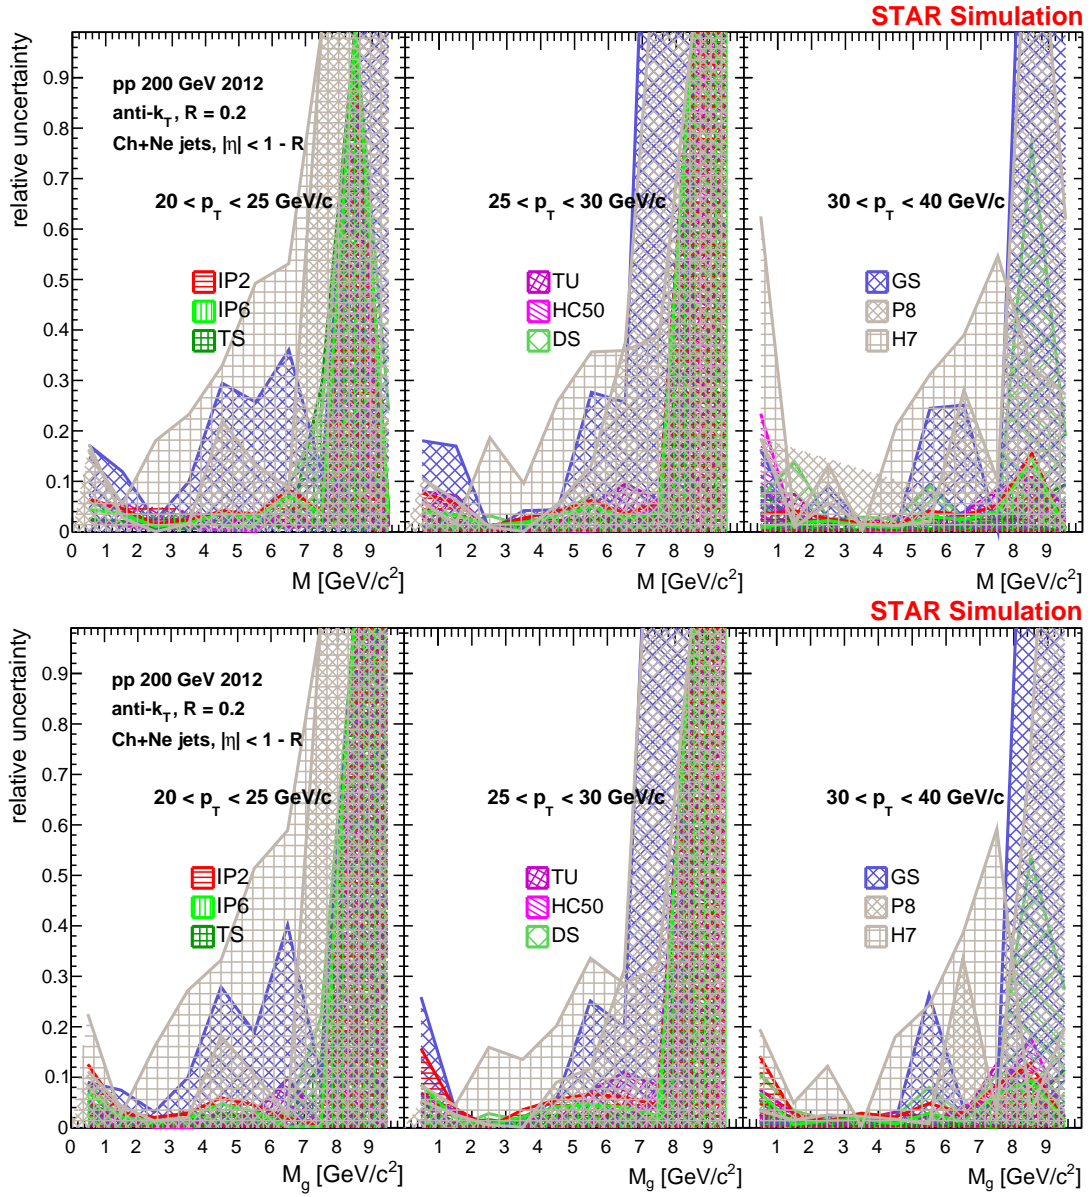 STAR Simulation
relative uncertainty
0.9
0.8
0.7
0.6
0.5
0.4
0.3
0.2
0.1
0
pp 200 GeV 2012
anti-k_T, R = 0.2
Ch+Ne jets, |η| < 1 - R
20 < p_T < 25 GeV/c
25 < p_T < 30 GeV/c
30 < p_T < 40 GeV/c
IP2
IP6
TS
TU
HC50
DS
GS
P8
H7
0 1 2 3 4 5 6 7 8 9
1 2 3 4 5 6 7 8 9
1 2 3 4 5 6 7 8 9
M [GeV/c²]
M [GeV/c²]
M [GeV/c²]
STAR Simulation
relative uncertainty
0.9
0.8
0.7
0.6
0.5
0.4
0.3
0.2
0.1
0
pp 200 GeV 2012
anti-k_T, R = 0.2
Ch+Ne jets, |η| < 1 - R
20 < p_T < 25 GeV/c
25 < p_T < 30 GeV/c
30 < p_T < 40 GeV/c
IP2
IP6
TS
TU
HC50
DS
GS
P8
H7
0 1 2 3 4 5 6 7 8 9
1 2 3 4 5 6 7 8 9
1 2 3 4 5 6 7 8 9
M_g [GeV/c²]
M_g [GeV/c²]
M_g [GeV/c²]